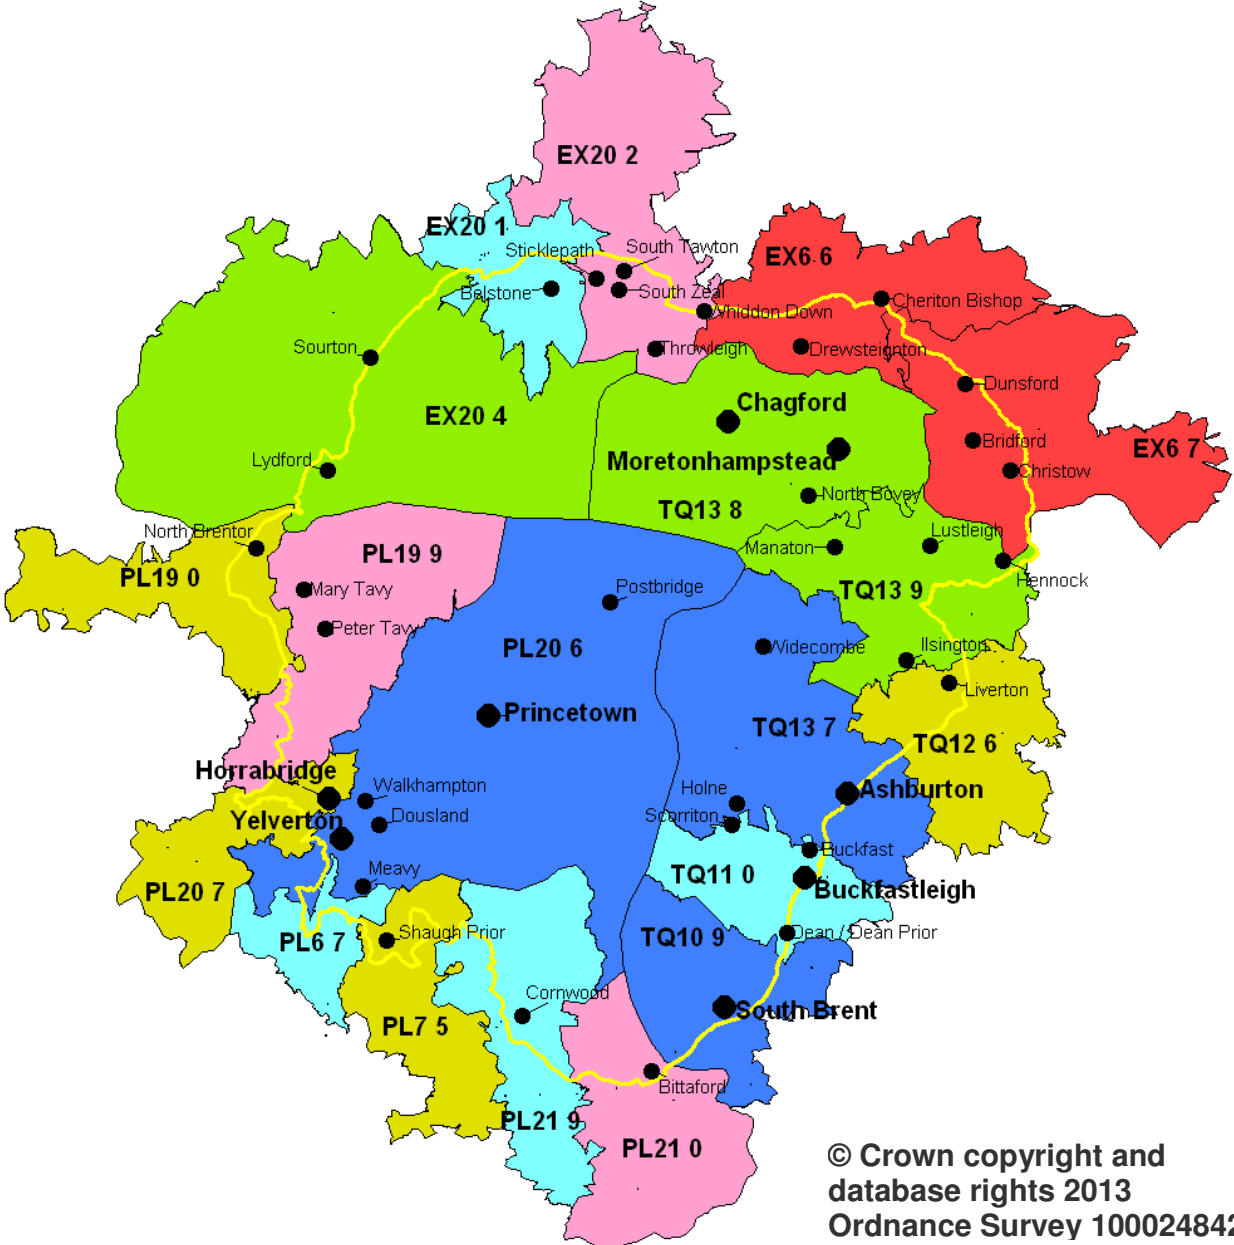 EX20 2
EX20 1
Sticklepath
South Tawton
EX6 6
Belstone
South Zeal
Cheriton Bishop
Whiddon Down
Sourton
Throwleigh
Drewsteignton
Dunsford
Chagford
EX20 4
Bridford
EX6 7
Lydford
Moretonhampstead
Christow
North Bovey
TQ13 8
North Brentor
PL19 9
Manaton
Lustleigh
PL19 0
Hennock
Mary Tavy
Postbridge
TQ13 9
Peter Tavy
PL20 6
Widecombe
Ilsington
Liverton
Princetown
TQ13 7
TQ12 6
Horrabridge
Walkhampton
Holne
Ashburton
Yelverton
Dousland
Scorriton
Buckfast
Meavy
TQ11 0
PL20 7
Buckfastleigh
PL6 7
Shaugh Prior
TQ10 9
Dean / Dean Prior
Cornwood
South Brent
PL7 5
Bittaford
PL21 9
PL21 0
© Crown copyright and
database rights 2013
Ordnance Survey 100024842